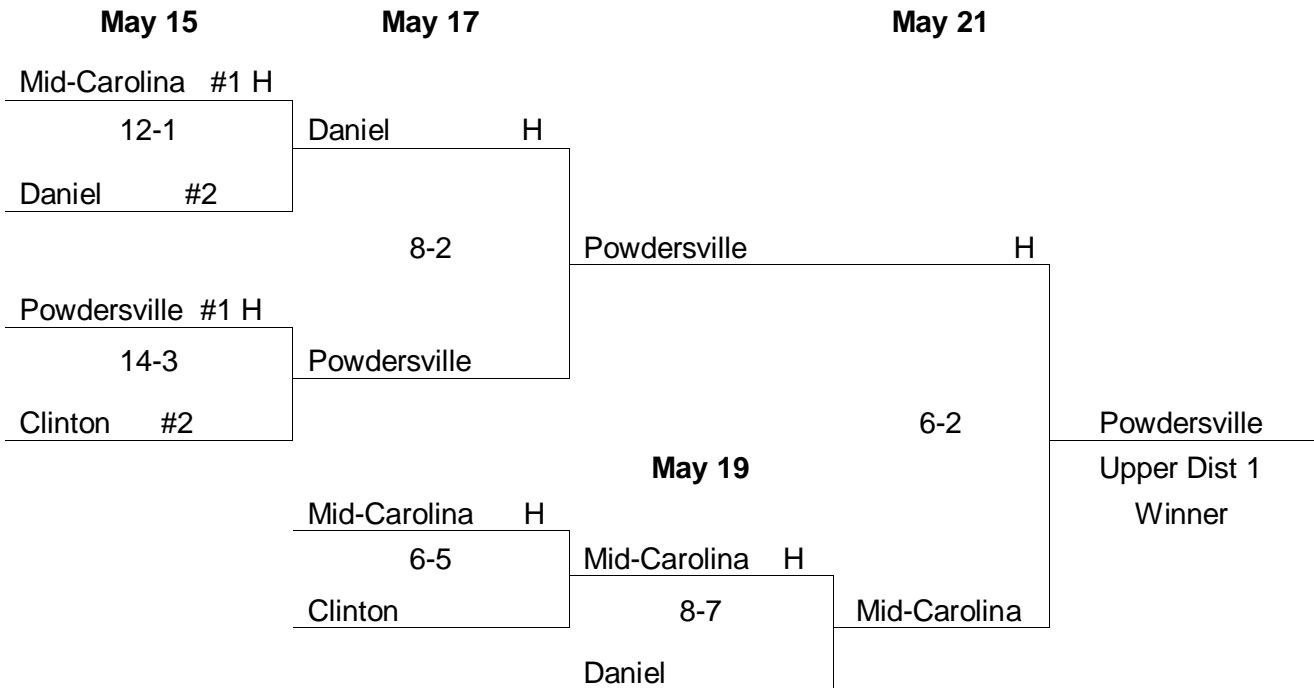 May 15 May 17 May 21
Mid-Carolina #1 H
12-1 Daniel H
Daniel #2
8-2 Powdersville H
Powdersville #1 H
14-3 Powdersville
Clinton #2 6-2 Powdersville
May 19 Upper Dist 1
Mid-Carolina H Winner
6-5 Mid-Carolina H
Clinton 8-7 Mid-Carolina
Daniel